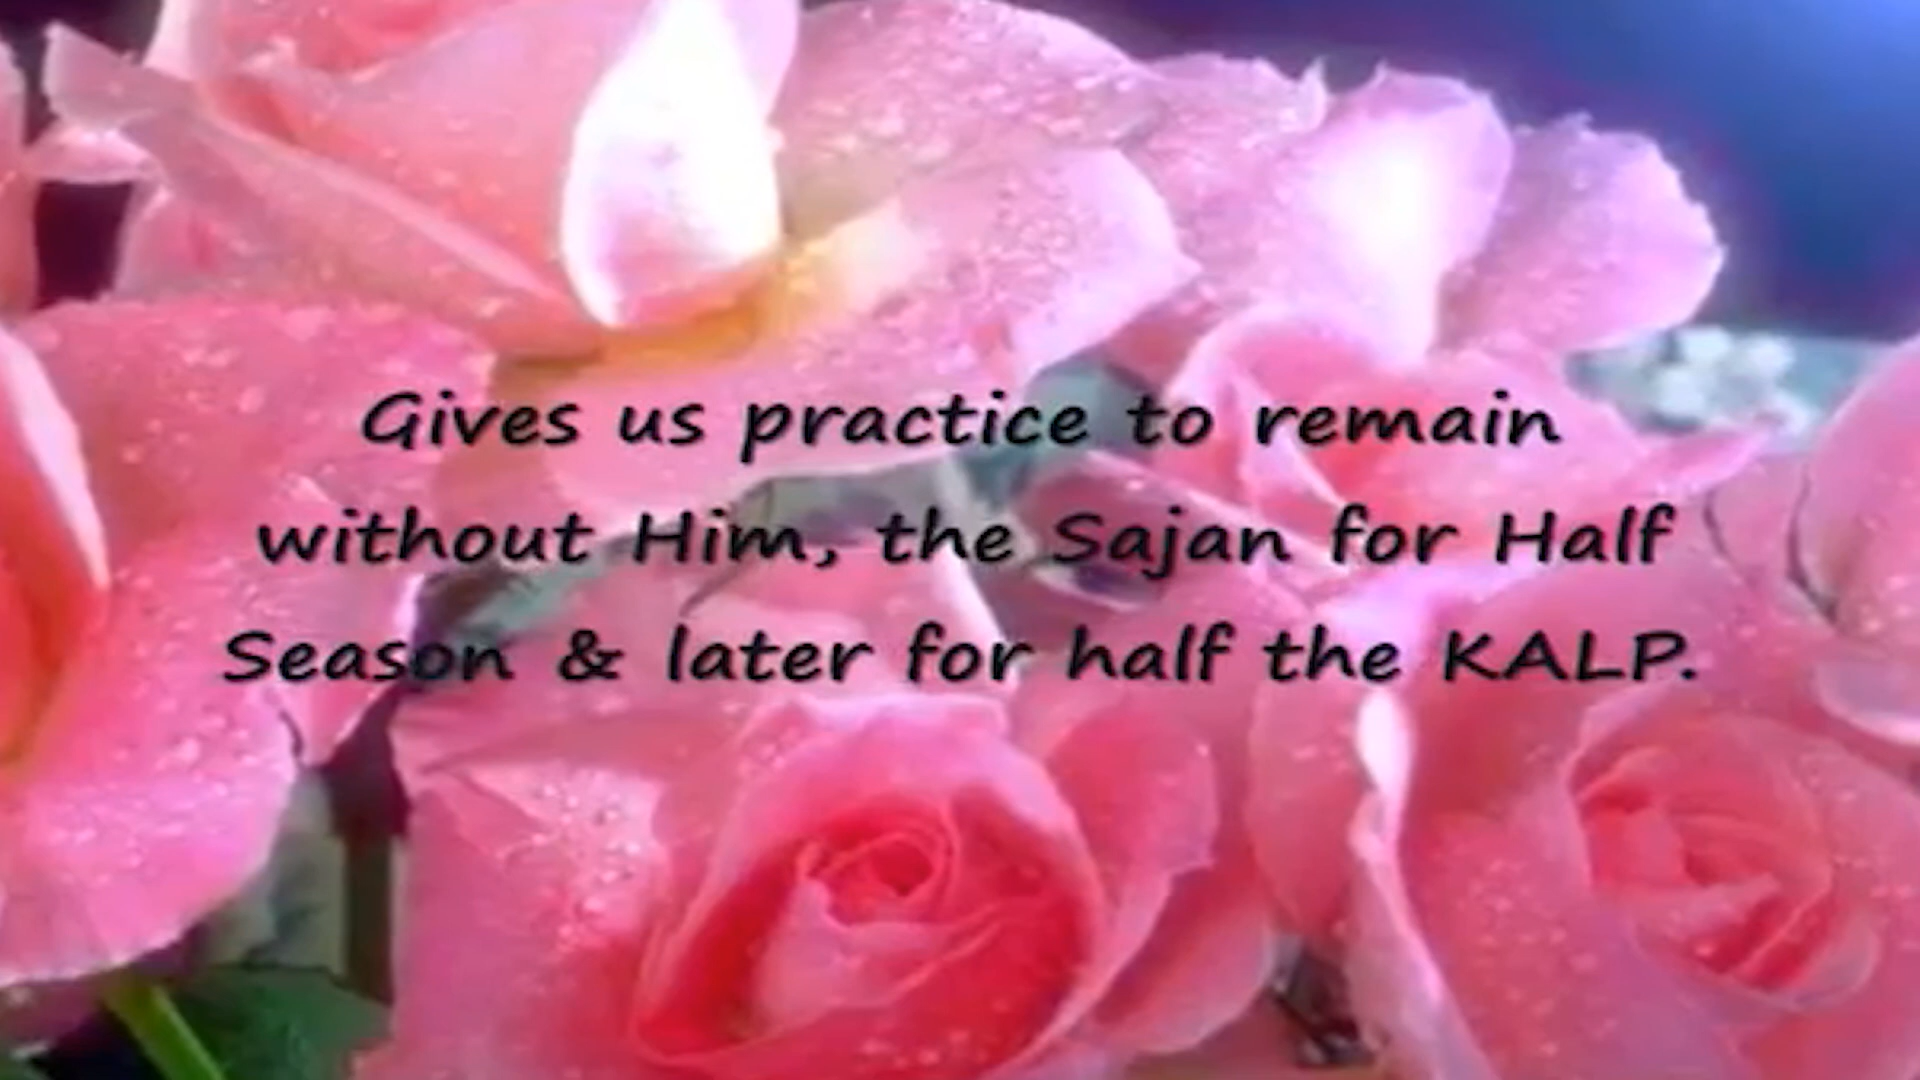 Gives us practice to remain
without Him, the Sajan for Half
Season & later for half the KALP.